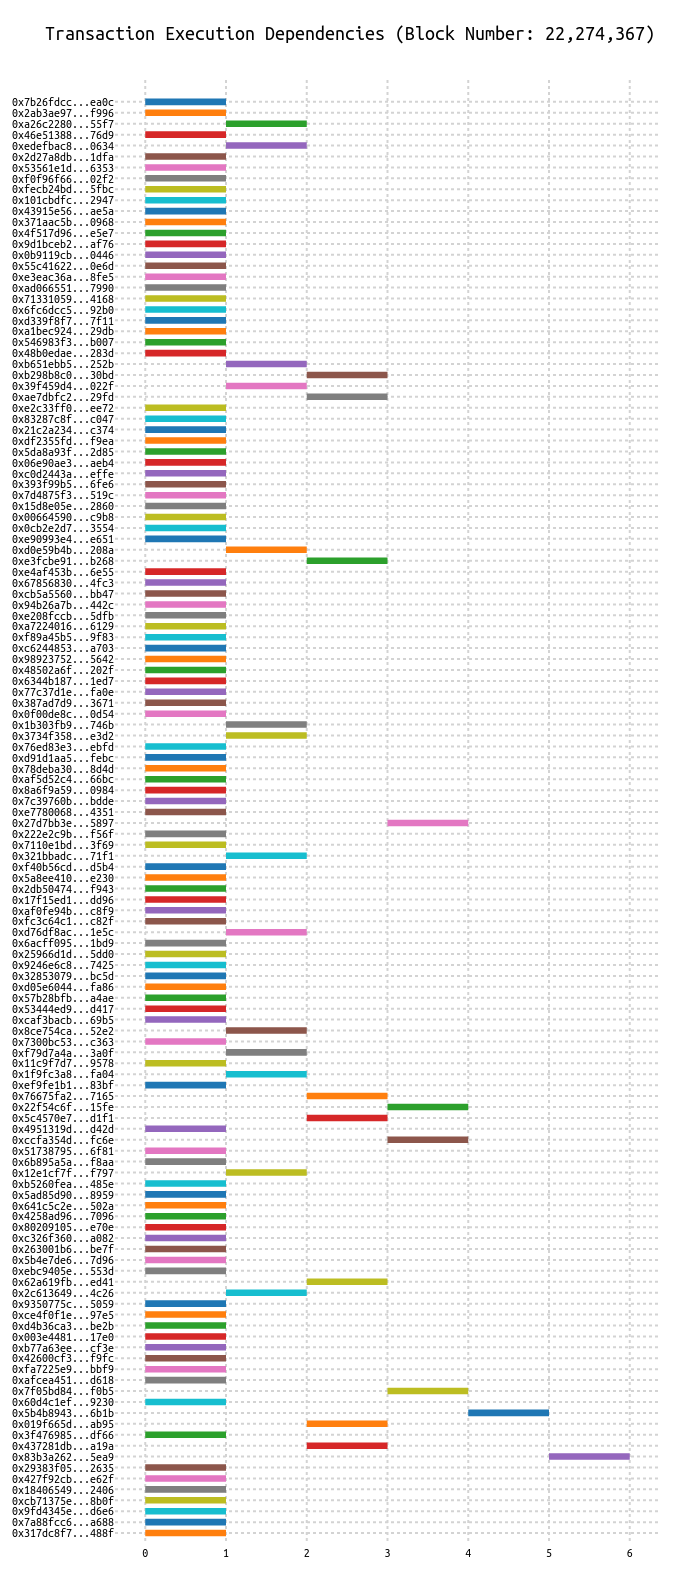 Transaction Execution Dependencies (Block Number: 22,274,367)
0x7b26fdcc...ea0c
0x2ab3ae97...f996
0xa26c2280...55f7
0x46e51388...76d9
0xedefbac8...0634
0x2d27a8db...1dfa
0x53561e1d...6353
0xf0f96f66...02f2
0xfecb24bd...5fbc
0x101cbdfc...2947
0x43915e56...ae5a
0x371aac5b...0968
0x4f517d96...e5e7
0x9d1bceb2...af76
0x0b9119cb...0446
0x55c41622...0e6d
0xe3eac36a...8fe5
0xad066551...7990
0x71331059...4168
0x6fc6dcc5...92b0
0xd339f8f7...7f11
0xa1bec924...29db
0x546983f3...b007
0x48b0edae...283d
0xb651ebb5...252b
0xb298b8c0...30bd
0x39f459d4...022f
0xae7dbfc2...29fd
0xe2c33ff0...ee72
0x83287c8f...c047
0x21c2a234...c374
0xdf2355fd...f9ea
0x5da8a93f...2d85
0x06e90ae3...aeb4
0xc0d2443a...effe
0x393f99b5...6fe6
0x7d4875f3...519c
0x15d8e05e...2860
0x00664590...c9b8
0x0cb2e2d7...3554
0xe90993e4...e651
0xd0e59b4b...208a
0xe3fcbe91...b268
0xe4af453b...6e55
0x67856830...4fc3
0xcb5a5560...bb47
0x94b26a7b...442c
0xe208fccb...5dfb
0xa7224016...6129
0xf89a45b5...9f83
0xc6244853...a703
0x98923752...5642
0x48502a6f...202f
0x6344b187...1ed7
0x77c37d1e...fa0e
0x387ad7d9...3671
0x0f00de8c...0d54
0x1b303fb9...746b
0x3734f358...e3d2
0x76ed83e3...ebfd
0xd91d1aa5...febc
0x78deba30...8d4d
0xaf5d52c4...66bc
0x8a6f9a59...0984
0x7c39760b...bdde
0xe7780068...4351
0x27d7bb3e...5897
0x222e2c9b...f56f
0x7110e1bd...3f69
0x321bbadc...71f1
0xf40b56cd...d5b4
0x5a8ee410...e230
0x2db50474...f943
0x17f15ed1...dd96
0xaf0fe94b...c8f9
0xfc3c64c1...c82f
0xd76df8ac...1e5c
0x6acff095...1bd9
0x25966d1d...5dd0
0x9246e6c8...7425
0x32853079...bc5d
0xd05e6044...fa86
0x57b28bfb...a4ae
0x53444ed9...d417
0xcaf3bacb...69b5
0x8ce754ca...52e2
0x7300bc53...c363
0xf79d7a4a...3a0f
0x11c9f7d7...9578
0x1f9fc3a8...fa04
0xef9fe1b1...83bf
0x76675fa2...7165
0x22f54c6f...15fe
0x5c4570e7...d1f1
0x4951319d...d42d
0xccfa354d...fc6e
0x51738795...6f81
0x6b895a5a...f8aa
0x12e1cf7f...f797
0xb5260fea...485e
0x5ad85d90...8959
0x641c5c2e...502a
0x4258ad96...7096
0x80209105...e70e
0xc326f360...a082
0x263001b6...be7f
0x5b4e7de6...7d96
0xebc9405e...553d
0x62a619fb...ed41
0x2c613649...4c26
0x9350775c...5059
0xce4f0f1e...97e5
0xd4b36ca3...be2b
0x003e4481...17e0
0xb77a63ee...cf3e
0x42600cf3...f9fc
0xfa7225e9...bbf9
0xafcea451...d618
0x7f05bd84...f0b5
0x60d4c1ef...9230
0x5b4b8943...6b1b
0x019f665d...ab95
0x3f476985...df66
0x437281db...a19a
0x83b3a262...5ea9
0x29383f05...2635
0x427f92cb...e62f
0x18406549...2406
0xcb71375e...8b0f
0x9fd4345e...d6e6
0x7a88fcc6...a688
0x317dc8f7...488f
0 1 2 3 4 5 6